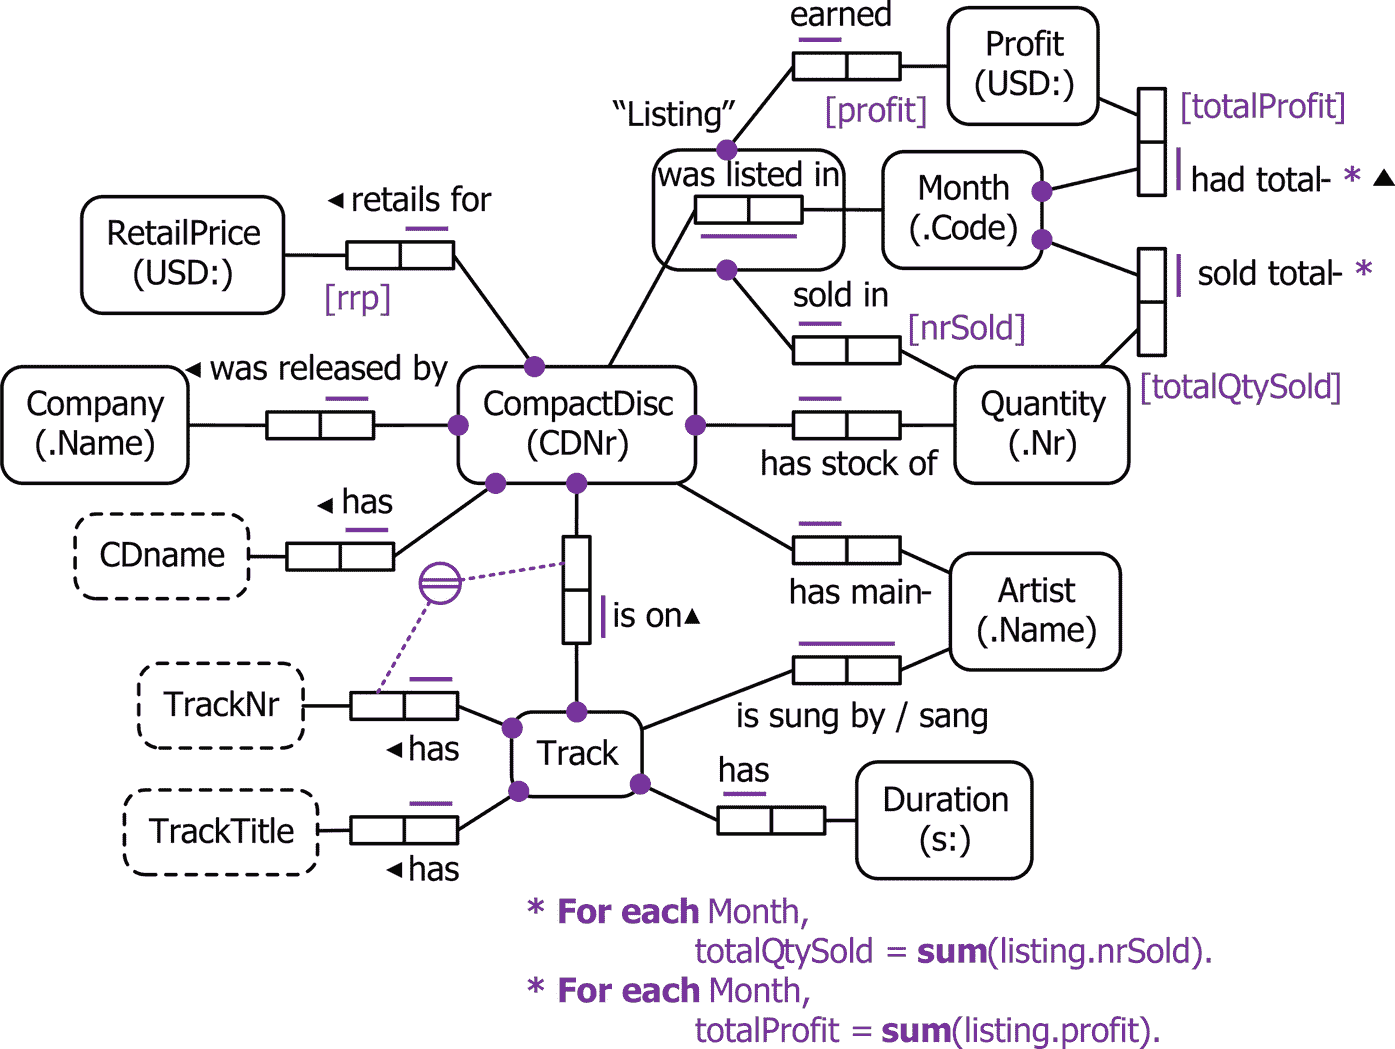 earned
Profit
(USD:)
[profit]
[totalProfit]
“Listing”
was listed in
Month
(.Code)
had total- * ▲
◄ retails for
RetailPrice
(USD:)
[rrp]
sold in
[nrSold]
sold total- *
[totalQtySold]
◄ was released by
Company
(.Name)
CompactDisc
(CDNr)
Quantity
(.Nr)
has stock of
◄ has
CDname
has main-
Artist
(.Name)
is on▲
TrackNr
◄ has
is sung by / sang
Track
has
TrackTitle
◄ has
Duration
(s:)
* For each Month,
totalQtySold = sum(listing.nrSold).
* For each Month,
totalProfit = sum(listing.profit).